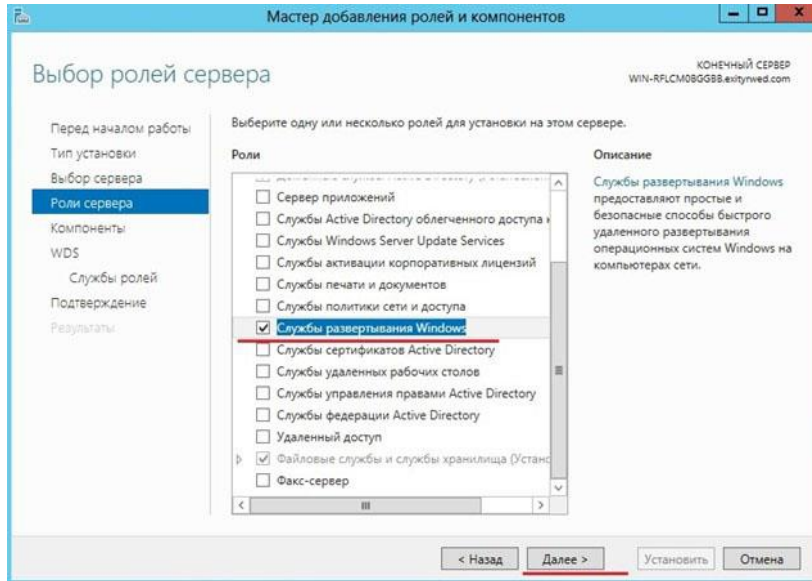 Мастер добавления ролей и компонентов
Выбор ролей сервера
КОНЕЧНЫЙ СЕРВЕР
WIN-RFLCM0BGGBB.exityrwed.com
Перед началом работы
Тип установки
Выбор сервера
Роли сервера
Компоненты
WDS
Службы ролей
Подтверждение
Результаты
Выберите одну или несколько ролей для установки на этом сервере.
Роли
Сервер приложений
Службы Active Directory облегченного доступа к
Службы Windows Server Update Services
Службы активации корпоративных лицензий
Службы печати и документов
Службы политики сети и доступа
Службы развертывания Windows
Службы сертификатов Active Directory
Службы удаленных рабочих столов
Службы управления правами Active Directory
Службы федерации Active Directory
Удаленный доступ
Файловые службы и службы хранилища (Устано
Факс-сервер
Описание
Службы развертывания Windows
предоставляют простые и
безопасные способы быстрого
удаленного развертывания
операционных систем Windows на
компьютерах сети.
< Назад
Далее >
Установить
Отмена